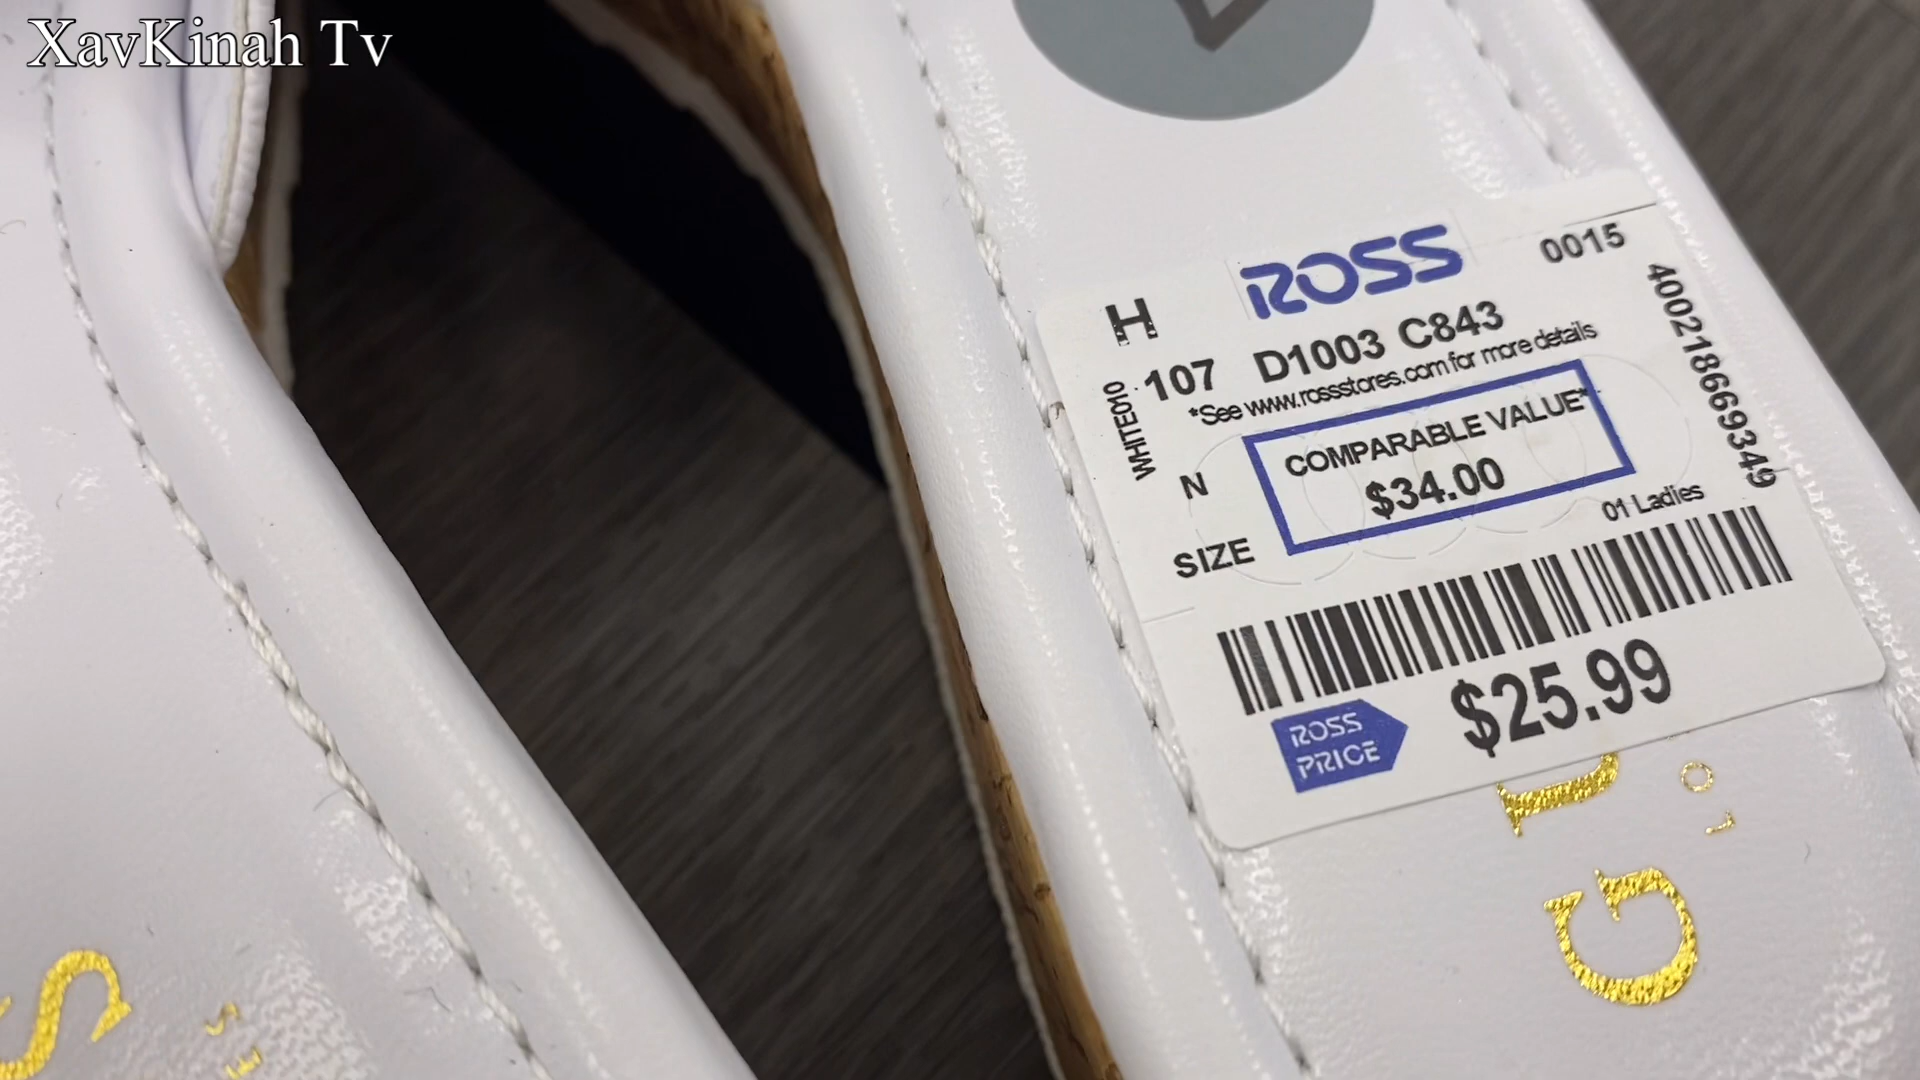 XavKinah Tv
ROSS
0015
H
107 D1003 C843
*See www.rossstores.com for more details
WHITE010
400218669349
COMPARABLE VALUE*
$34.00
N
01 Ladies
SIZE
ROSS
PRICE
$25.99
G
S